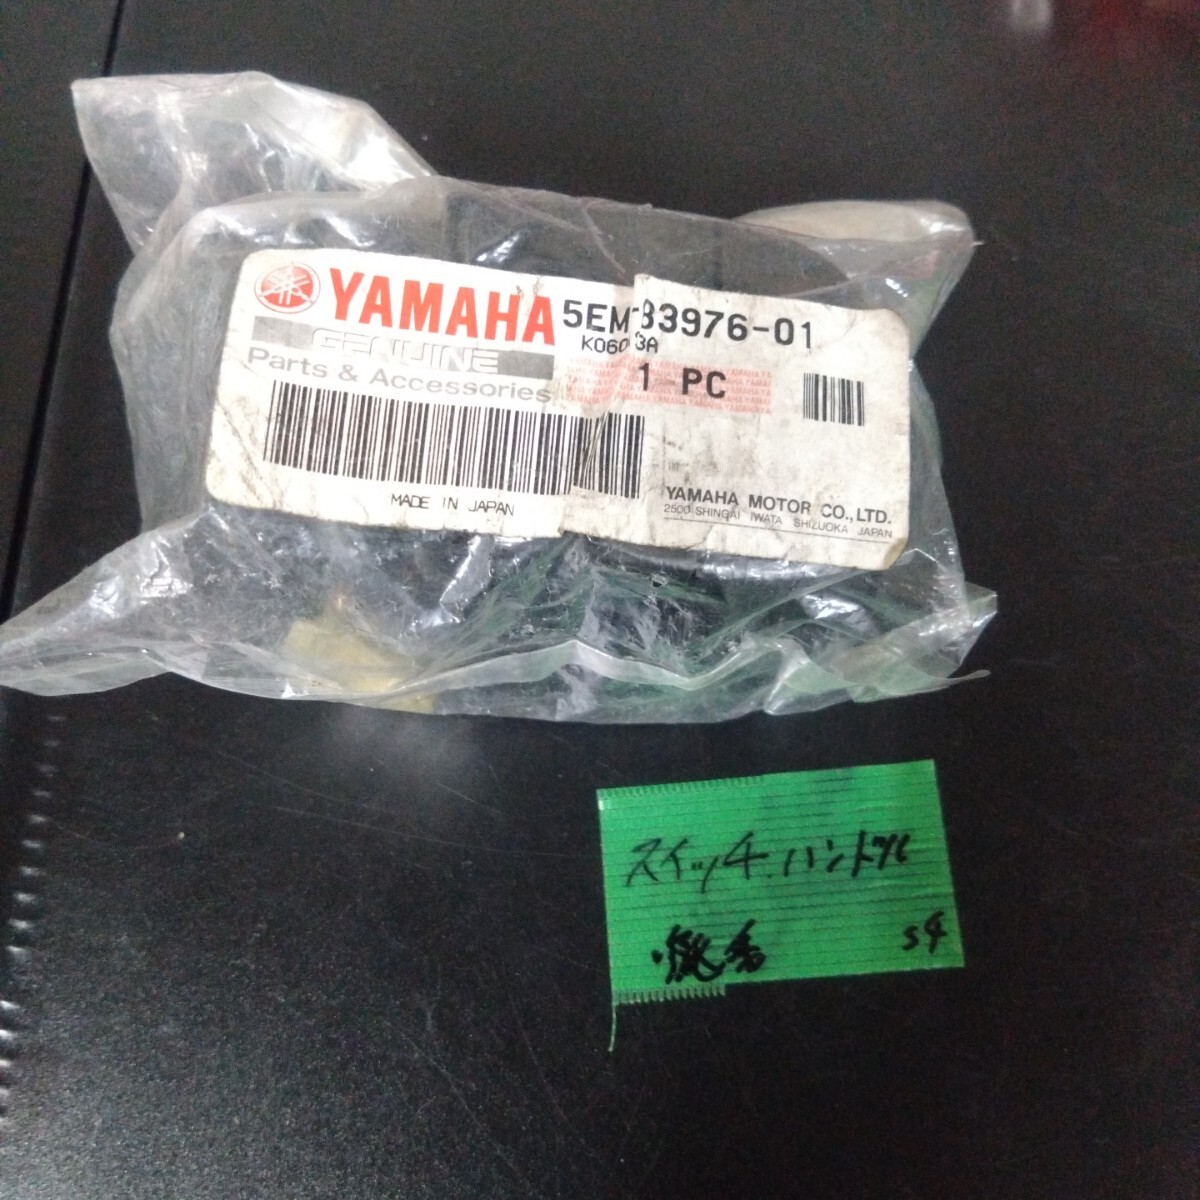 YAMAHA
GENUINE
Parts & Accessories
83976-01
1 PC
MADE IN JAPAN
YAMAHA MOTOR CO.,LTD.
2500 SHINGAI IWATA SHIZUOKA JAPAN
スイッチ.ハンドル
S4